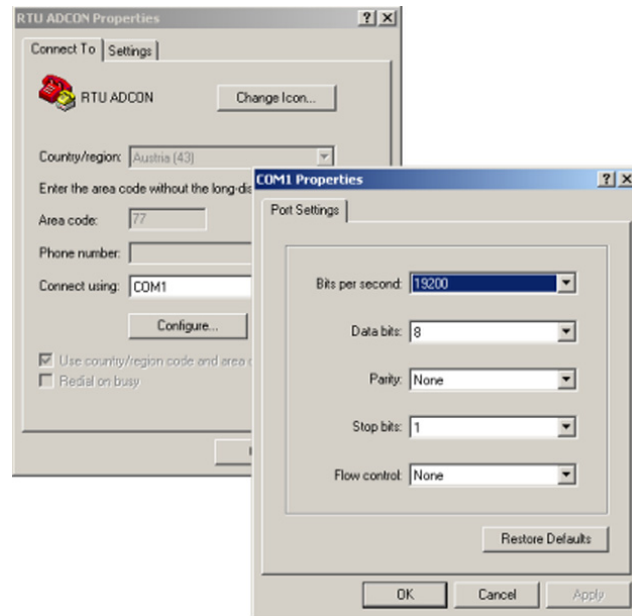 RTU ADCON Properties
Connect To
Settings
RTU ADCON
Change Icon...
Country/region:
Austria (43)
Enter the area code without the long-dis
Area code:
77
Phone number:
Connect using:
COM1
Configure...
Use country/region code and area
Redial on busy
COM1 Properties
Port Settings
Bits per second:
19200
Data bits:
8
Parity:
None
Stop bits:
1
Flow control:
None
Restore Defaults
OK
Cancel
Apply